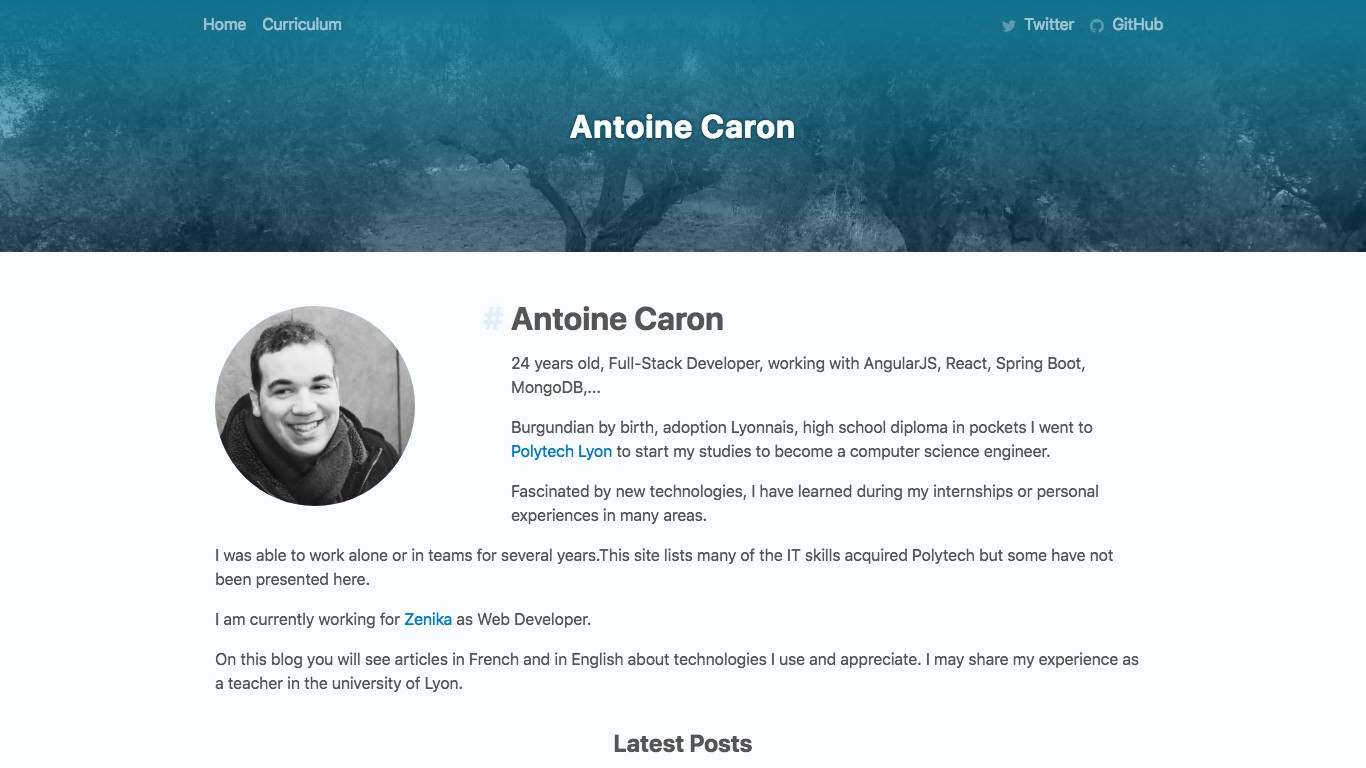 Home Curriculum Twitter GitHub
Antoine Caron
# Antoine Caron
24 years old, Full-Stack Developer, working with AngularJS, React, Spring Boot,
MongoDB,...
Burgundian by birth, adoption Lyonnais, high school diploma in pockets I went to
Polytech Lyon to start my studies to become a computer science engineer.
Fascinated by new technologies, I have learned during my internships or personal
experiences in many areas.
I was able to work alone or in teams for several years.This site lists many of the IT skills acquired Polytech but some have not
been presented here.
I am currently working for Zenika as Web Developer.
On this blog you will see articles in French and in English about technologies I use and appreciate. I may share my experience as
a teacher in the university of Lyon.
Latest Posts